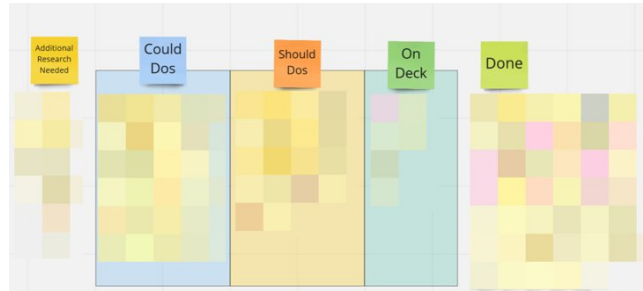 Additional
Research
Needed
Could
Dos
Should
Dos
On
Deck
Done